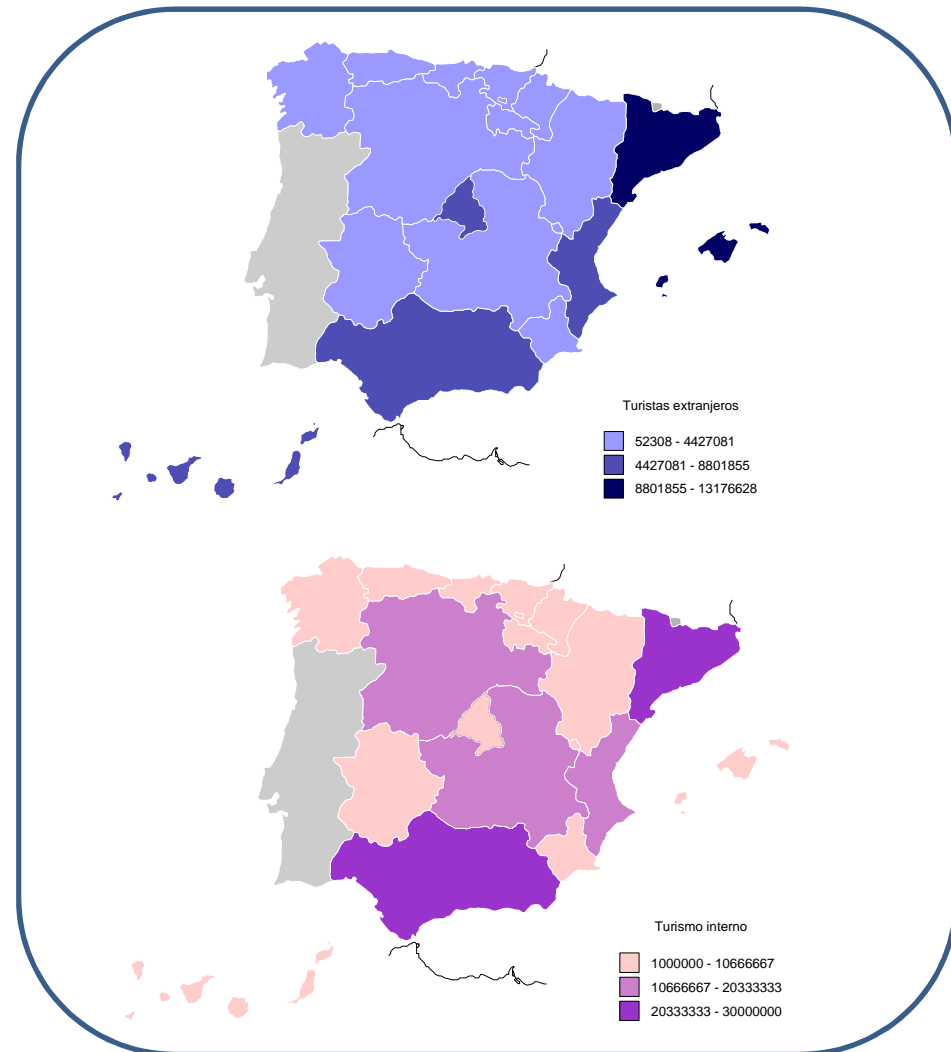 Turistas extranjeros
52308 - 4427081
4427081 - 8801855
8801855 - 13176628
Turismo interno
1000000 - 10666667
10666667 - 20333333
20333333 - 30000000